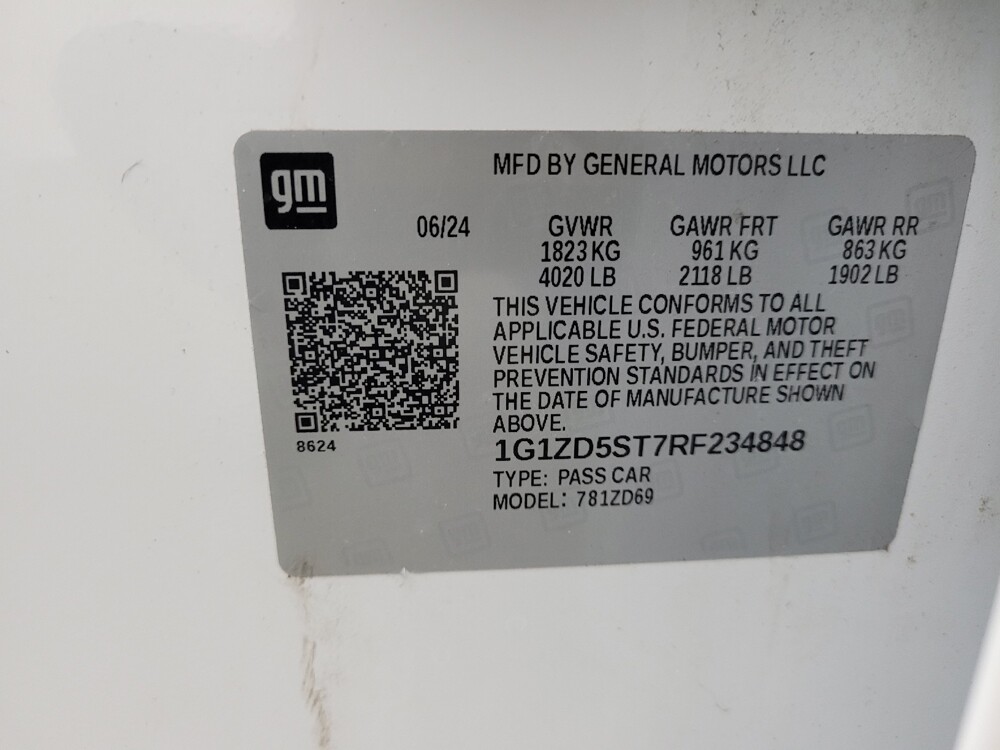 gm
MFD BY GENERAL MOTORS LLC
06/24 GVWR GAWR FRT GAWR RR
1823 KG 961 KG 863 KG
4020 LB 2118 LB 1902 LB
THIS VEHICLE CONFORMS TO ALL
APPLICABLE U.S. FEDERAL MOTOR
VEHICLE SAFETY, BUMPER, AND THEFT
PREVENTION STANDARDS IN EFFECT ON
THE DATE OF MANUFACTURE SHOWN
ABOVE.
8624
1G1ZD5ST7RF234848
TYPE: PASS CAR
MODEL: 781ZD69